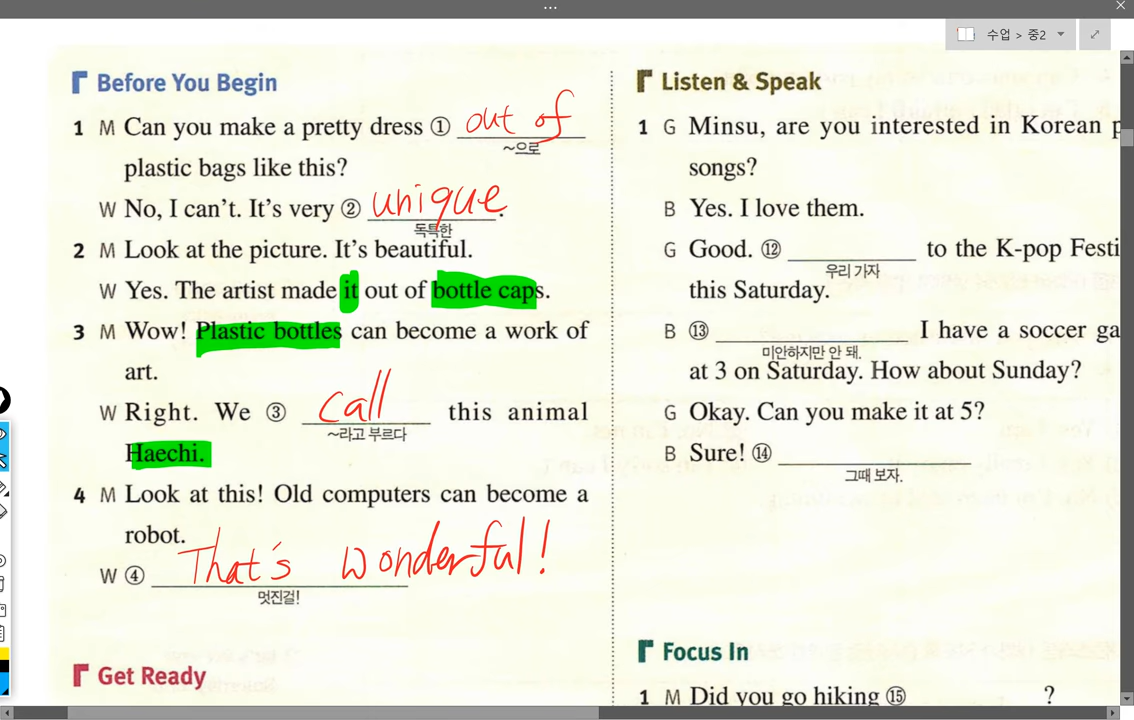 ...
수업 > 중2
Before You Begin
1 M Can you make a pretty dress ① out of
~으로
plastic bags like this?
W No, I can't. It's very ② unique.
독특한
2 M Look at the picture. It's beautiful.
W Yes. The artist made it out of bottle caps.
3 M Wow! Plastic bottles can become a work of
art.
W Right. We ③ call this animal
~라고 부르다
Haechi.
4 M Look at this! Old computers can become a
robot.
W ④ That's wonderful!
멋진걸!
Get Ready
Listen & Speak
1 G Minsu, are you interested in Korean p
songs?
B Yes. I love them.
G Good. ⑫ to the K-pop Festi
우리 가자
this Saturday.
B ⑬ I have a soccer ga
미안하지만 안 돼.
at 3 on Saturday. How about Sunday?
G Okay. Can you make it at 5?
B Sure! ⑭
그때 보자.
Focus In
1 M Did you go hiking ⑮ ?